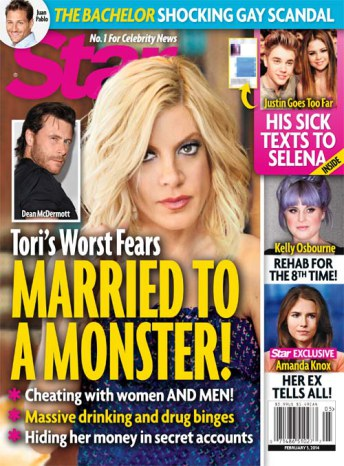 Juan
Pablo
THE BACHELOR SHOCKING GAY SCANDAL
No. 1 For Celebrity News
Star
Justin Goes Too Far
HIS SICK
TEXTS TO
SELENA
INSIDE
Dean McDermott
Kelly Osbourne
REHAB FOR
THE 8TH TIME!
Tori's Worst Fears
MARRIED TO
A MONSTER!
* Cheating with women AND MEN!
* Massive drinking and drug binges
* Hiding her money in secret accounts
Star EXCLUSIVE
Amanda Knox
HER EX
TELLS ALL!
FEBRUARY 3, 2014